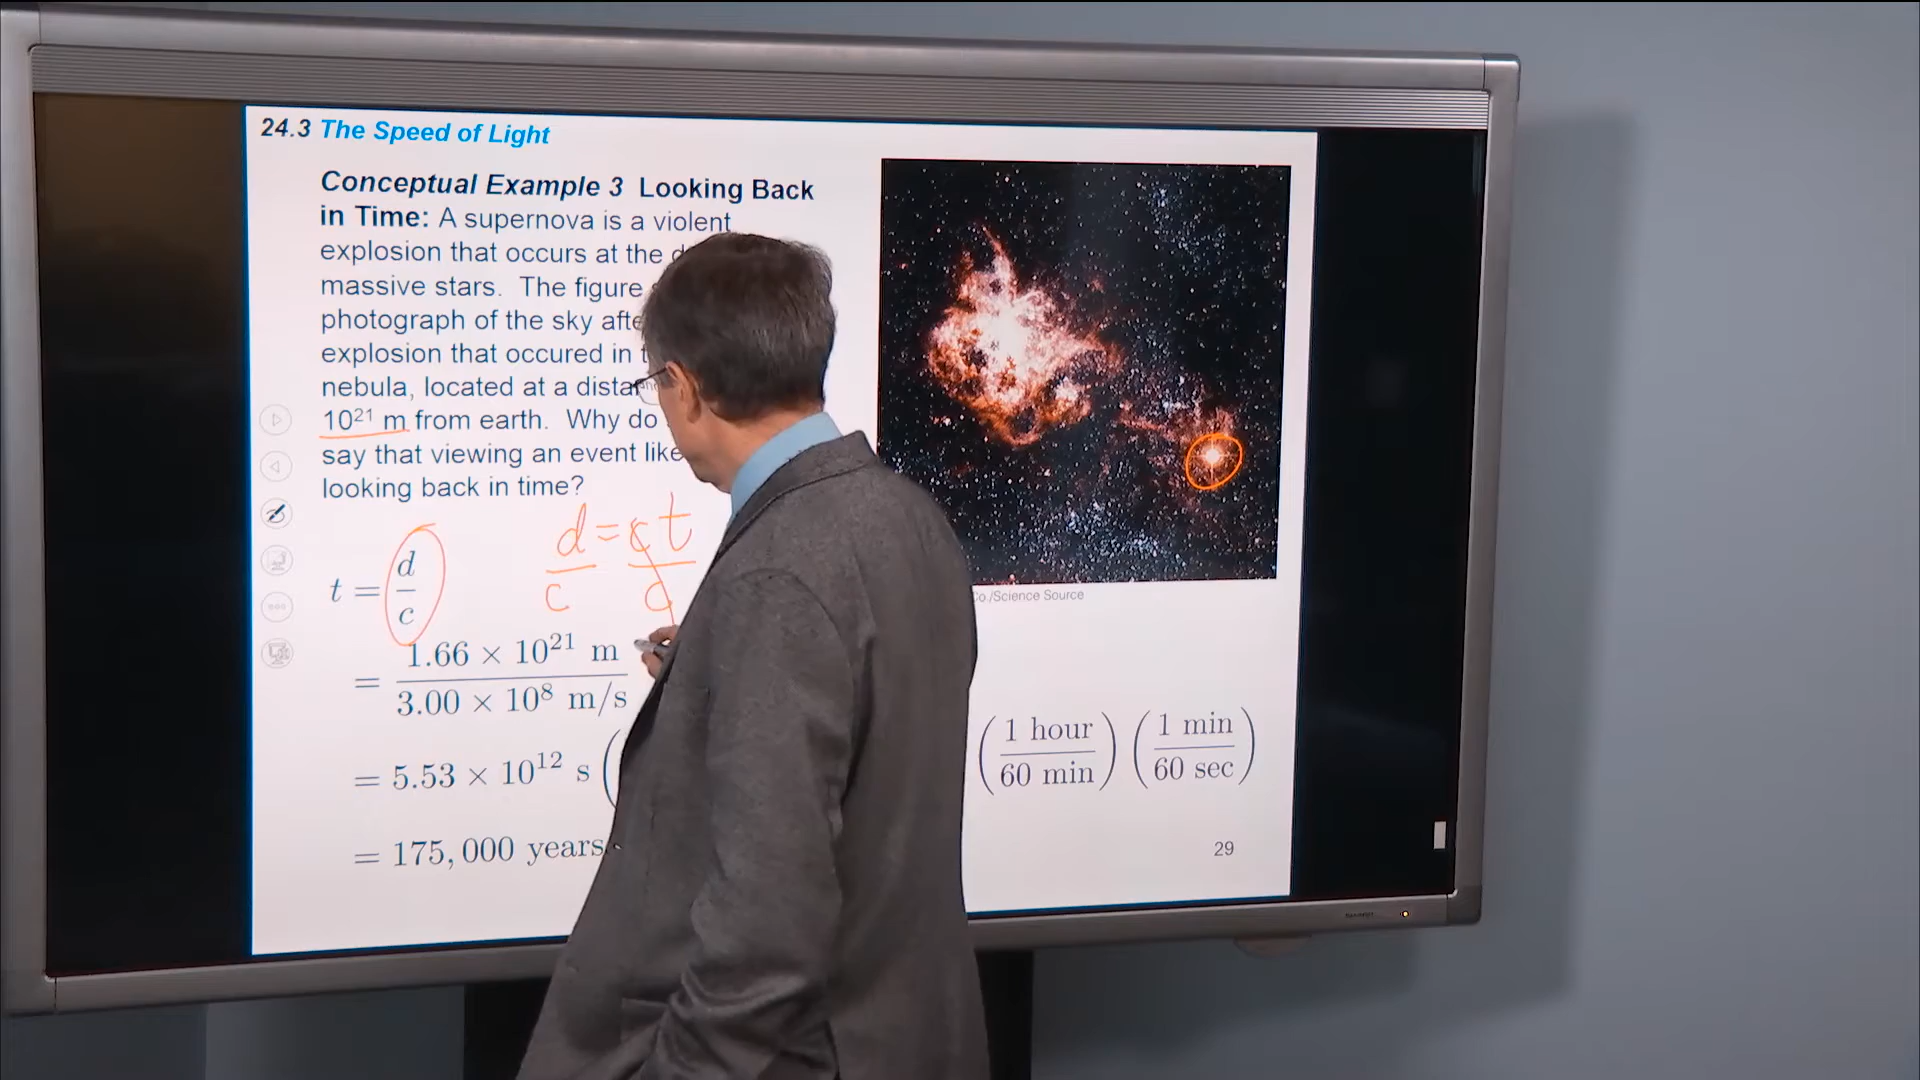 24.3 The Speed of Light
Conceptual Example 3 Looking Back
in Time: A supernova is a violent
explosion that occurs at the
massive stars. The figure
photograph of the sky
explosion that occured in
nebula, located at a
10²¹ m from earth. Why do
say that viewing an event like
looking back in time?
d = ct
c c
t = d/c
= 1.66 × 10²¹ m / 3.00 × 10⁸ m/s
= 5.53 × 10¹² s ( (1 hour / 60 min) (1 min / 60 sec)
= 175,000 years
Co./Science Source
29